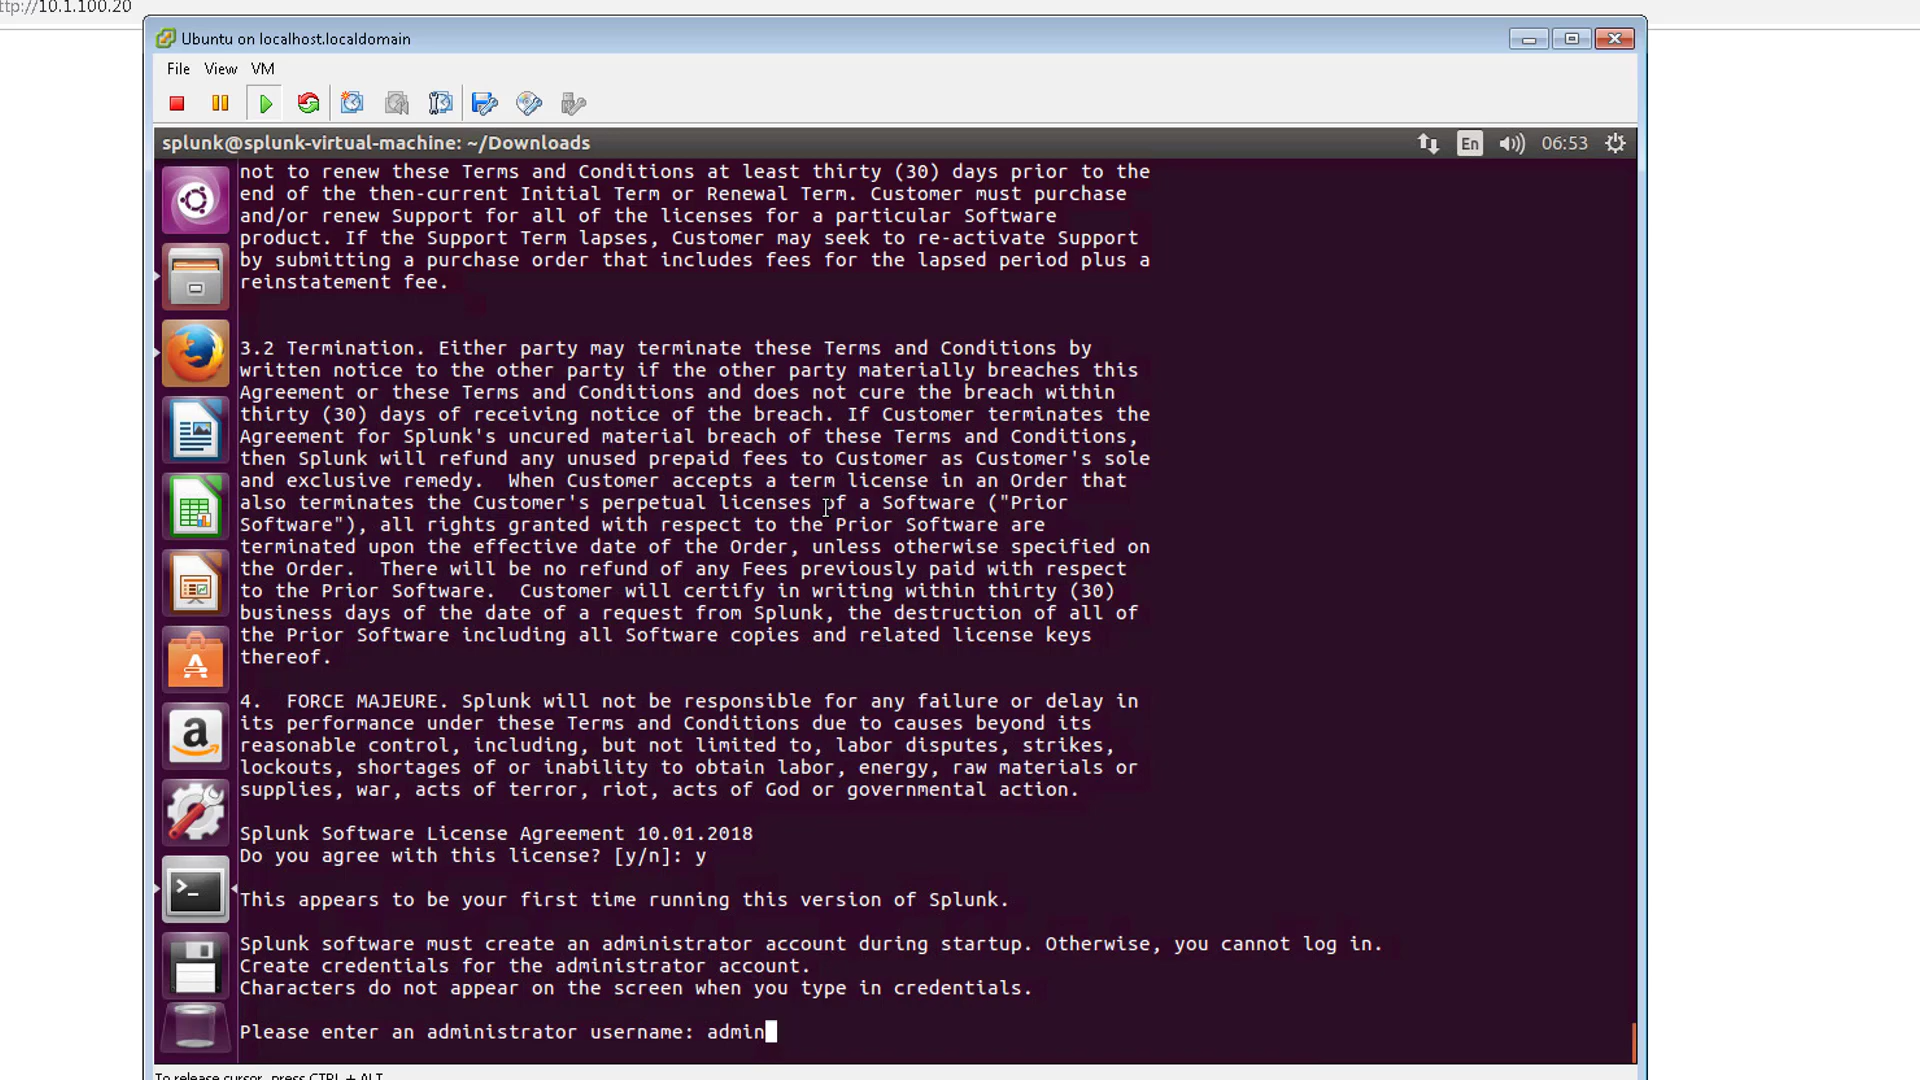 ttp://10.1.100.20
Ubuntu on localhost.localdomain
File View VM
splunk@splunk-virtual-machine: ~/Downloads
En
06:53
not to renew these Terms and Conditions at least thirty (30) days prior to the
end of the then-current Initial Term or Renewal Term. Customer must purchase
and/or renew Support for all of the licenses for a particular Software
product. If the Support Term lapses, Customer may seek to re-activate Support
by submitting a purchase order that includes fees for the lapsed period plus a
reinstatement fee.
3.2 Termination. Either party may terminate these Terms and Conditions by
written notice to the other party if the other party materially breaches this
Agreement or these Terms and Conditions and does not cure the breach within
thirty (30) days of receiving notice of the breach. If Customer terminates the
Agreement for Splunk's uncured material breach of these Terms and Conditions,
then Splunk will refund any unused prepaid fees to Customer as Customer's sole
and exclusive remedy.  When Customer accepts a term license in an Order that
also terminates the Customer's perpetual licenses of a Software ("Prior
Software"), all rights granted with respect to the Prior Software are
terminated upon the effective date of the Order, unless otherwise specified on
the Order.  There will be no refund of any Fees previously paid with respect
to the Prior Software.  Customer will certify in writing within thirty (30)
business days of the date of a request from Splunk, the destruction of all of
the Prior Software including all Software copies and related license keys
thereof.
4.  FORCE MAJEURE. Splunk will not be responsible for any failure or delay in
its performance under these Terms and Conditions due to causes beyond its
reasonable control, including, but not limited to, labor disputes, strikes,
lockouts, shortages of or inability to obtain labor, energy, raw materials or
supplies, war, acts of terror, riot, acts of God or governmental action.
Splunk Software License Agreement 10.01.2018
Do you agree with this license? [y/n]: y
This appears to be your first time running this version of Splunk.
Splunk software must create an administrator account during startup. Otherwise, you cannot log in.
Create credentials for the administrator account.
Characters do not appear on the screen when you type in credentials.
Please enter an administrator username: admin
To release cursor, press CTRL + ALT